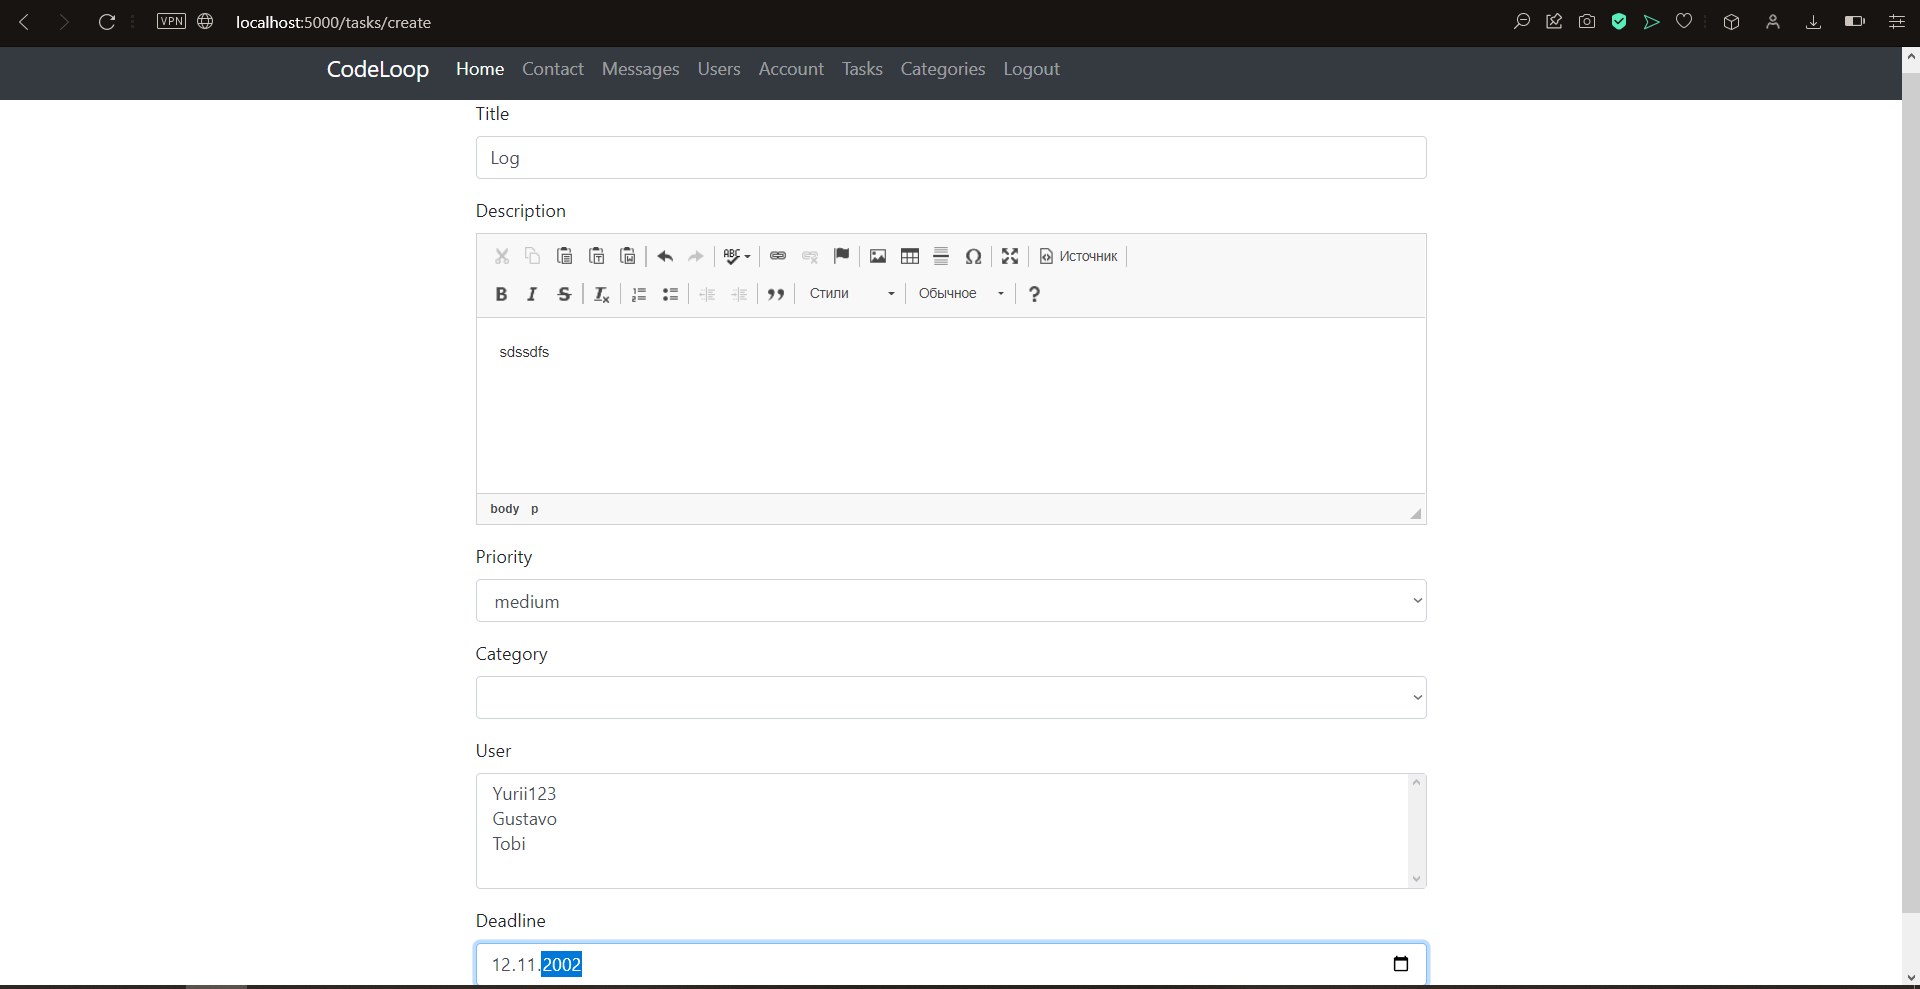 VPN localhost:5000/tasks/create
CodeLoop Home Contact Messages Users Account Tasks Categories Logout
Title
Log
Description
ABC Источник
B I S Стили Обычное ?
sdssdfs
body p
Priority
medium
Category
User
Yurii123
Gustavo
Tobi
Deadline
12.11.2002